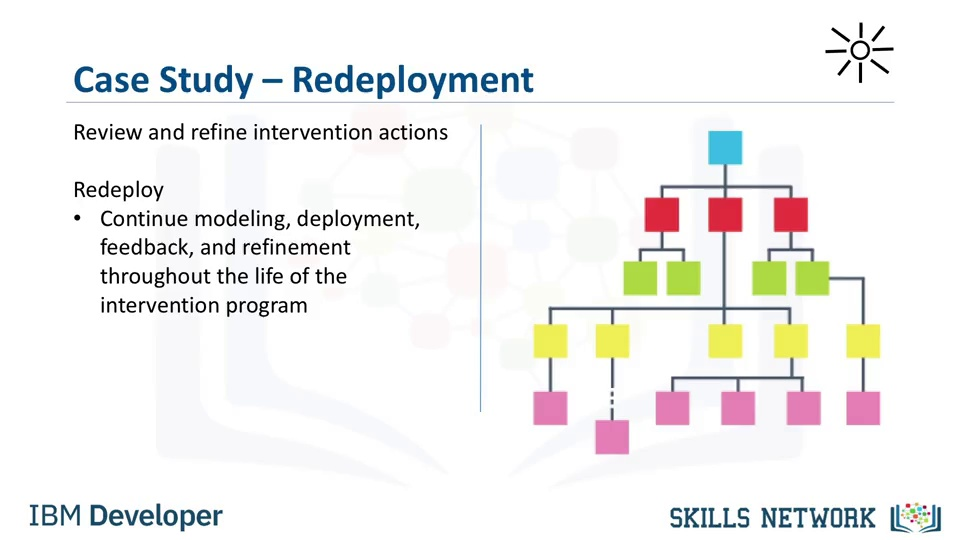 Case Study – Redeployment
Review and refine intervention actions
Redeploy
• Continue modeling, deployment,
feedback, and refinement
throughout the life of the
intervention program
IBM Developer
SKILLS NETWORK